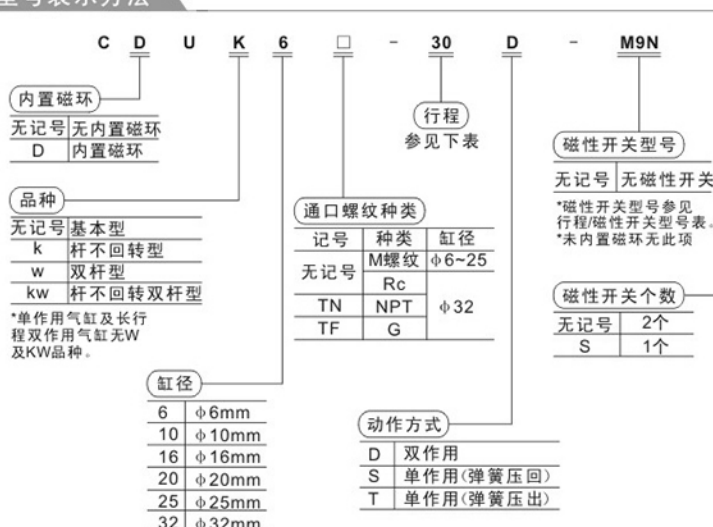 型号表示方法
C D U K 6 □ - 30 D - M9N
内置磁环
无记号 无内置磁环
D 内置磁环
品种
无记号 基本型
k 杆不回转型
w 双杆型
kw 杆不回转双杆型
*单作用气缸及长行
程双作用气缸无W
及KW品种。
缸径
6 φ6mm
10 φ10mm
16 φ16mm
20 φ20mm
25 φ25mm
32 φ32mm
通口螺纹种类
记号 种类 缸径
无记号 M螺纹 φ6~25
Rc φ32
TN NPT
TF G
行程
参见下表
动作方式
D 双作用
S 单作用(弹簧压回)
T 单作用(弹簧压出)
磁性开关型号
无记号 无磁性开关
*磁性开关型号参见
行程/磁性开关型号表。
*未内置磁环无此项
磁性开关个数
无记号 2个
S 1个